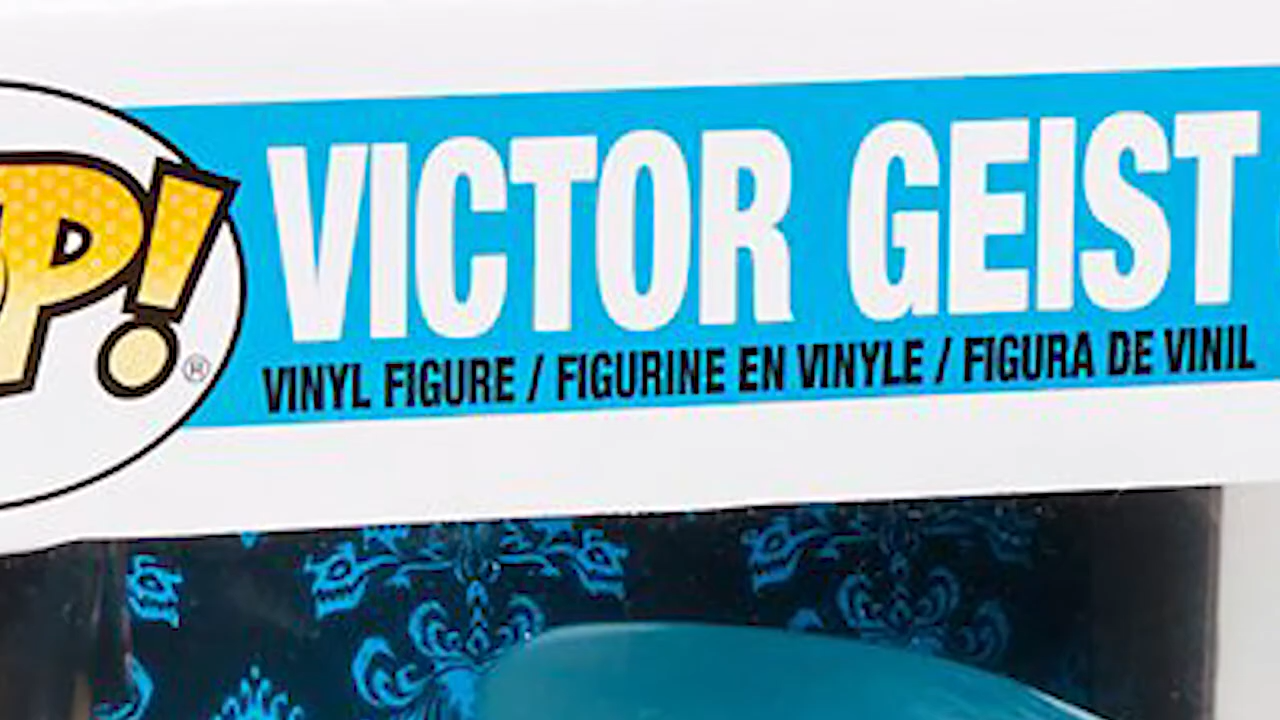 P!
®
VICTOR GEIST
VINYL FIGURE / FIGURINE EN VINYLE / FIGURA DE VINIL